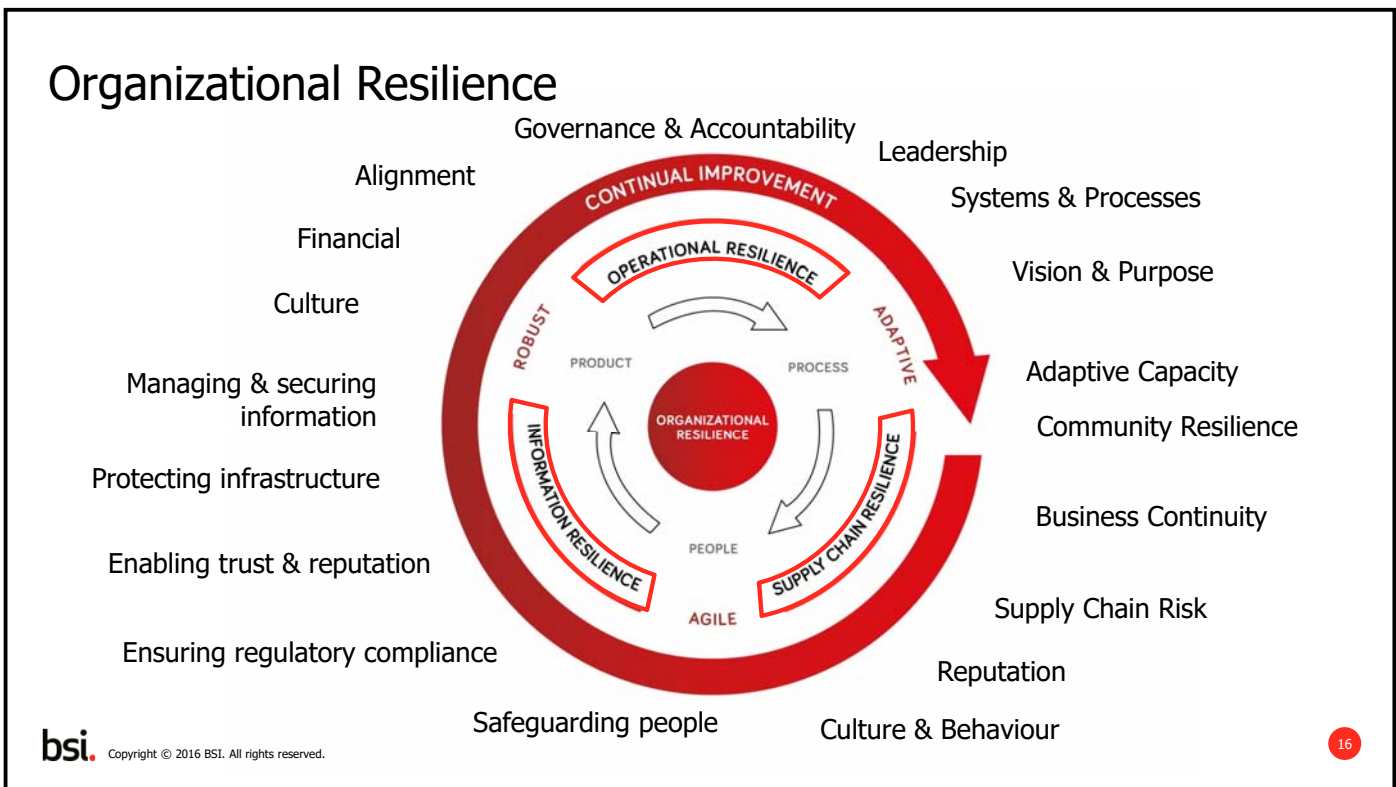 Organizational Resilience
Governance & Accountability
Leadership
Alignment
Systems & Processes
Financial
Vision & Purpose
Culture
Adaptive Capacity
Managing & securing
information
Community Resilience
Protecting infrastructure
Business Continuity
Enabling trust & reputation
Supply Chain Risk
Ensuring regulatory compliance
Reputation
Safeguarding people
Culture & Behaviour
CONTINUAL IMPROVEMENT
OPERATIONAL RESILIENCE
ROBUST
ADAPTIVE
PRODUCT
PROCESS
ORGANIZATIONAL
RESILIENCE
INFORMATION RESILIENCE
SUPPLY CHAIN RESILIENCE
PEOPLE
AGILE
bsi.
Copyright © 2016 BSI. All rights reserved.
16